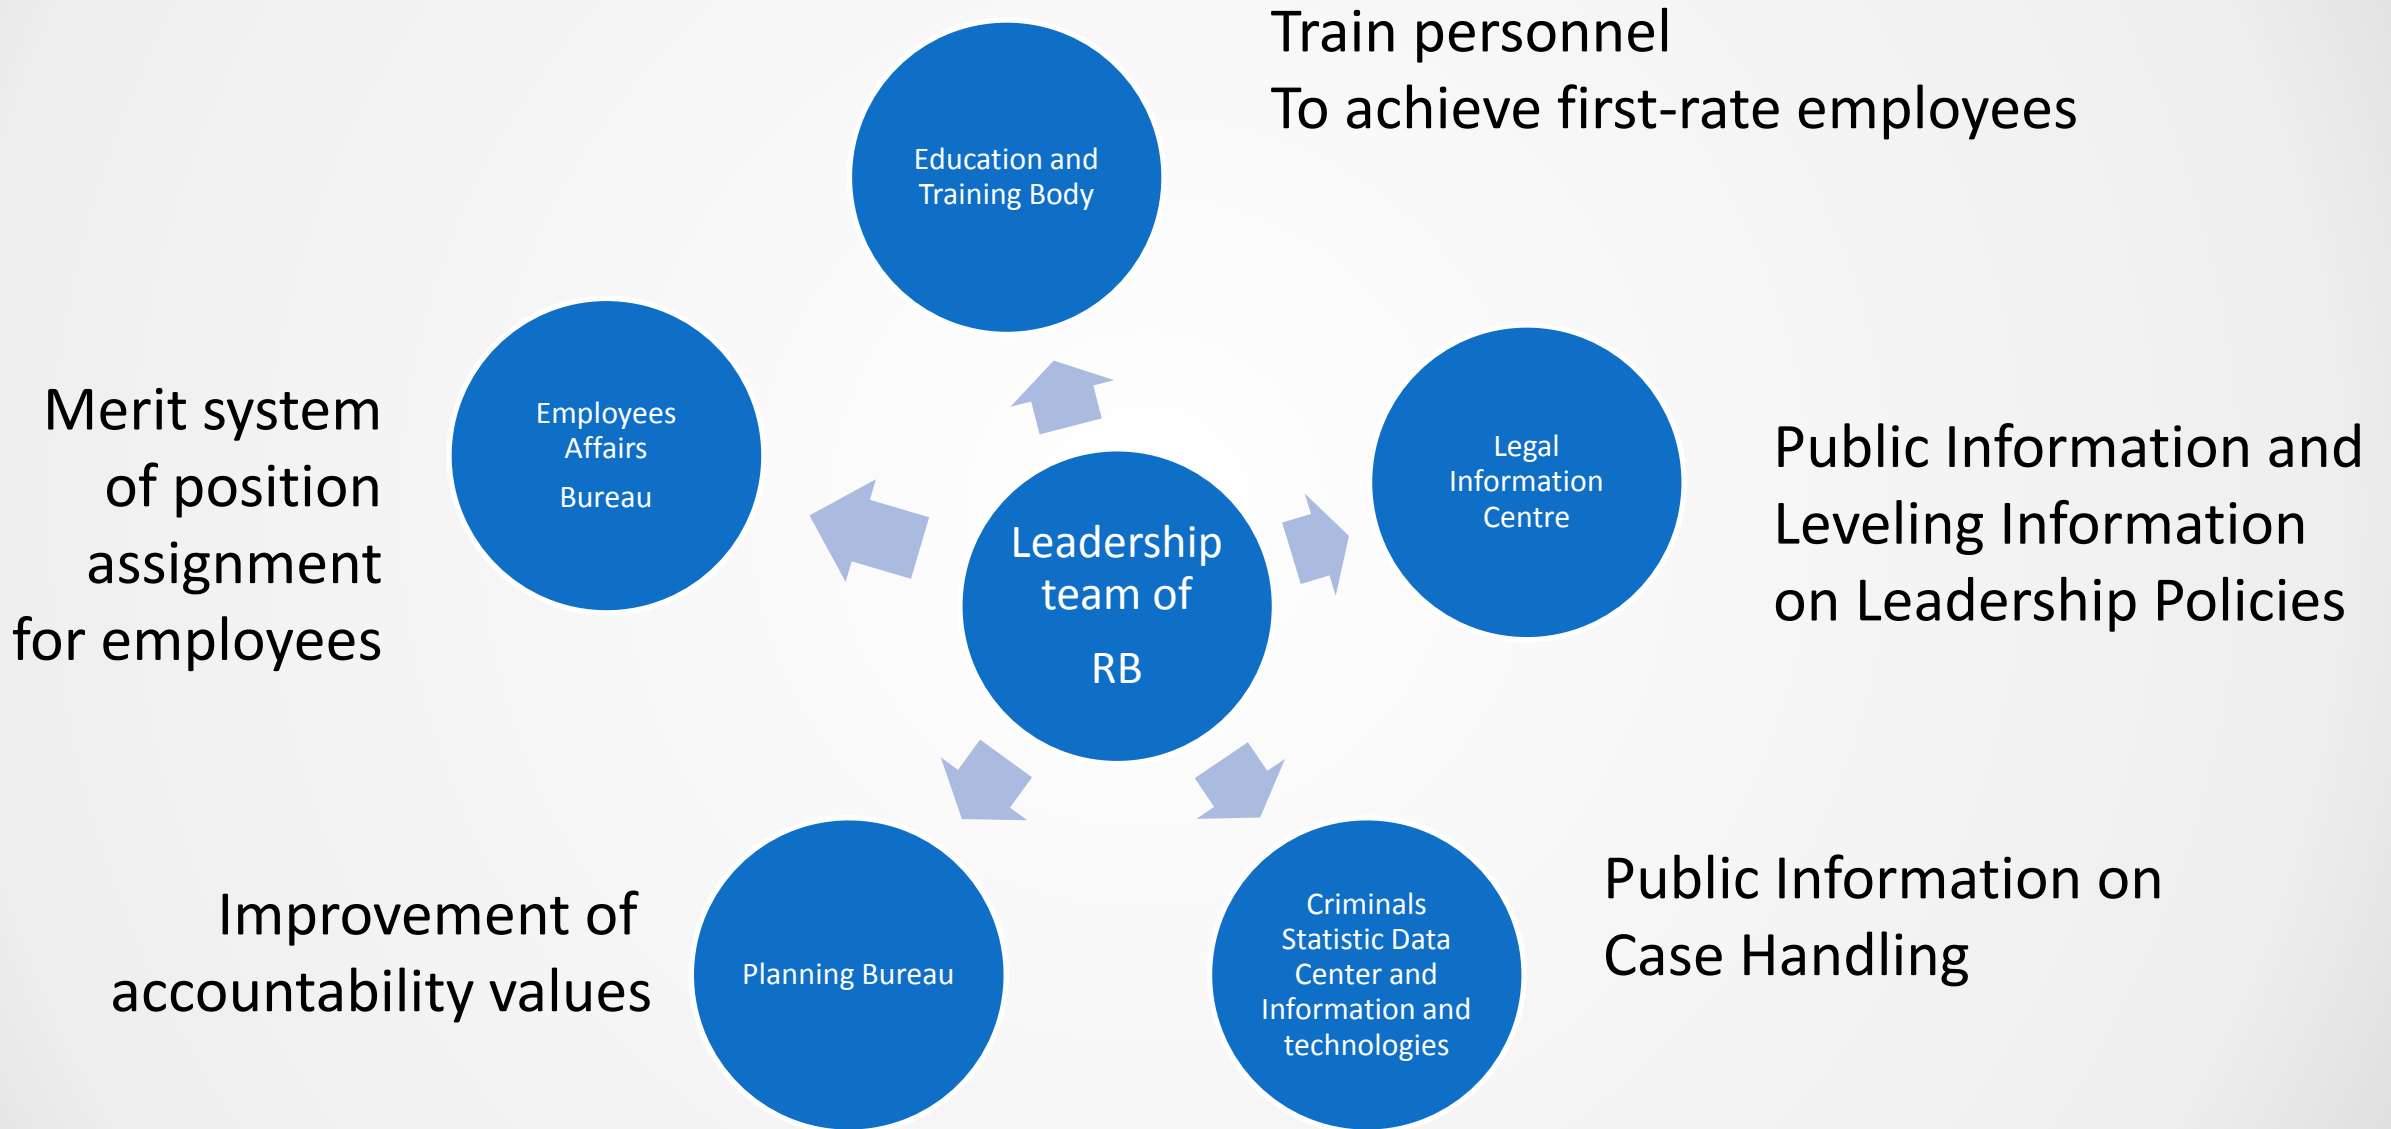 Train personnel
To achieve first-rate employees
Education and
Training Body
Merit system
of position
assignment
for employees
Employees
Affairs
Bureau
Leadership
team of
RB
Legal
Information
Centre
Public Information and
Leveling Information
on Leadership Policies
Improvement of
accountability values
Planning Bureau
Criminals
Statistic Data
Center and
Information and
technologies
Public Information on
Case Handling